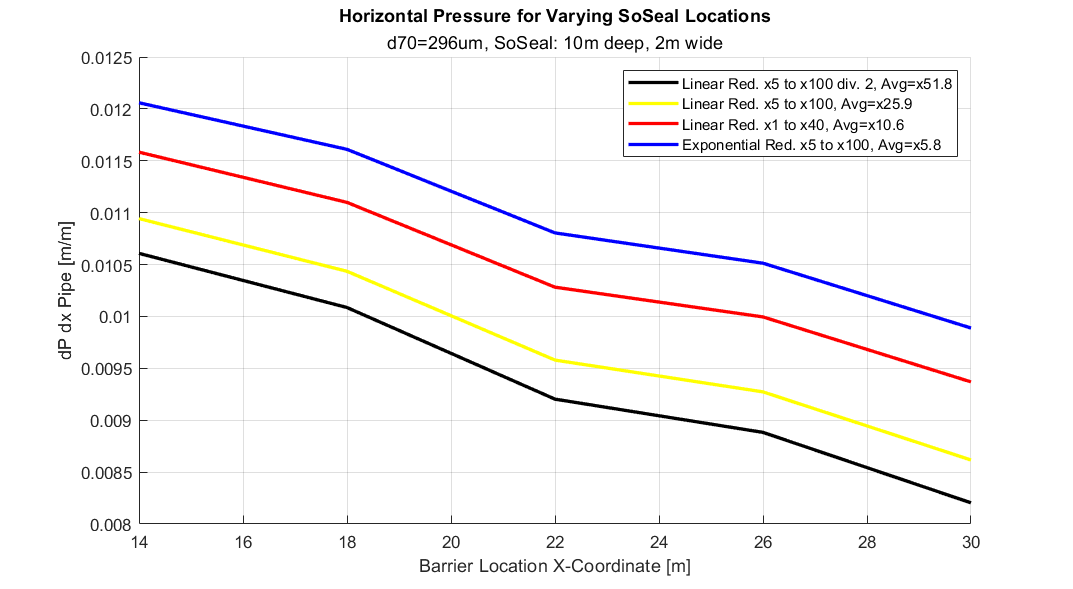 Horizontal Pressure for Varying SoSeal Locations
d70=296um, SoSeal: 10m deep, 2m wide
Linear Red. x5 to x100 div. 2, Avg=x51.8
Linear Red. x5 to x100, Avg=x25.9
Linear Red. x1 to x40, Avg=x10.6
Exponential Red. x5 to x100, Avg=x5.8
dP dx Pipe [m/m]
0.0125
0.012
0.0115
0.011
0.0105
0.01
0.0095
0.009
0.0085
0.008
14 16 18 20 22 24 26 28 30
Barrier Location X-Coordinate [m]